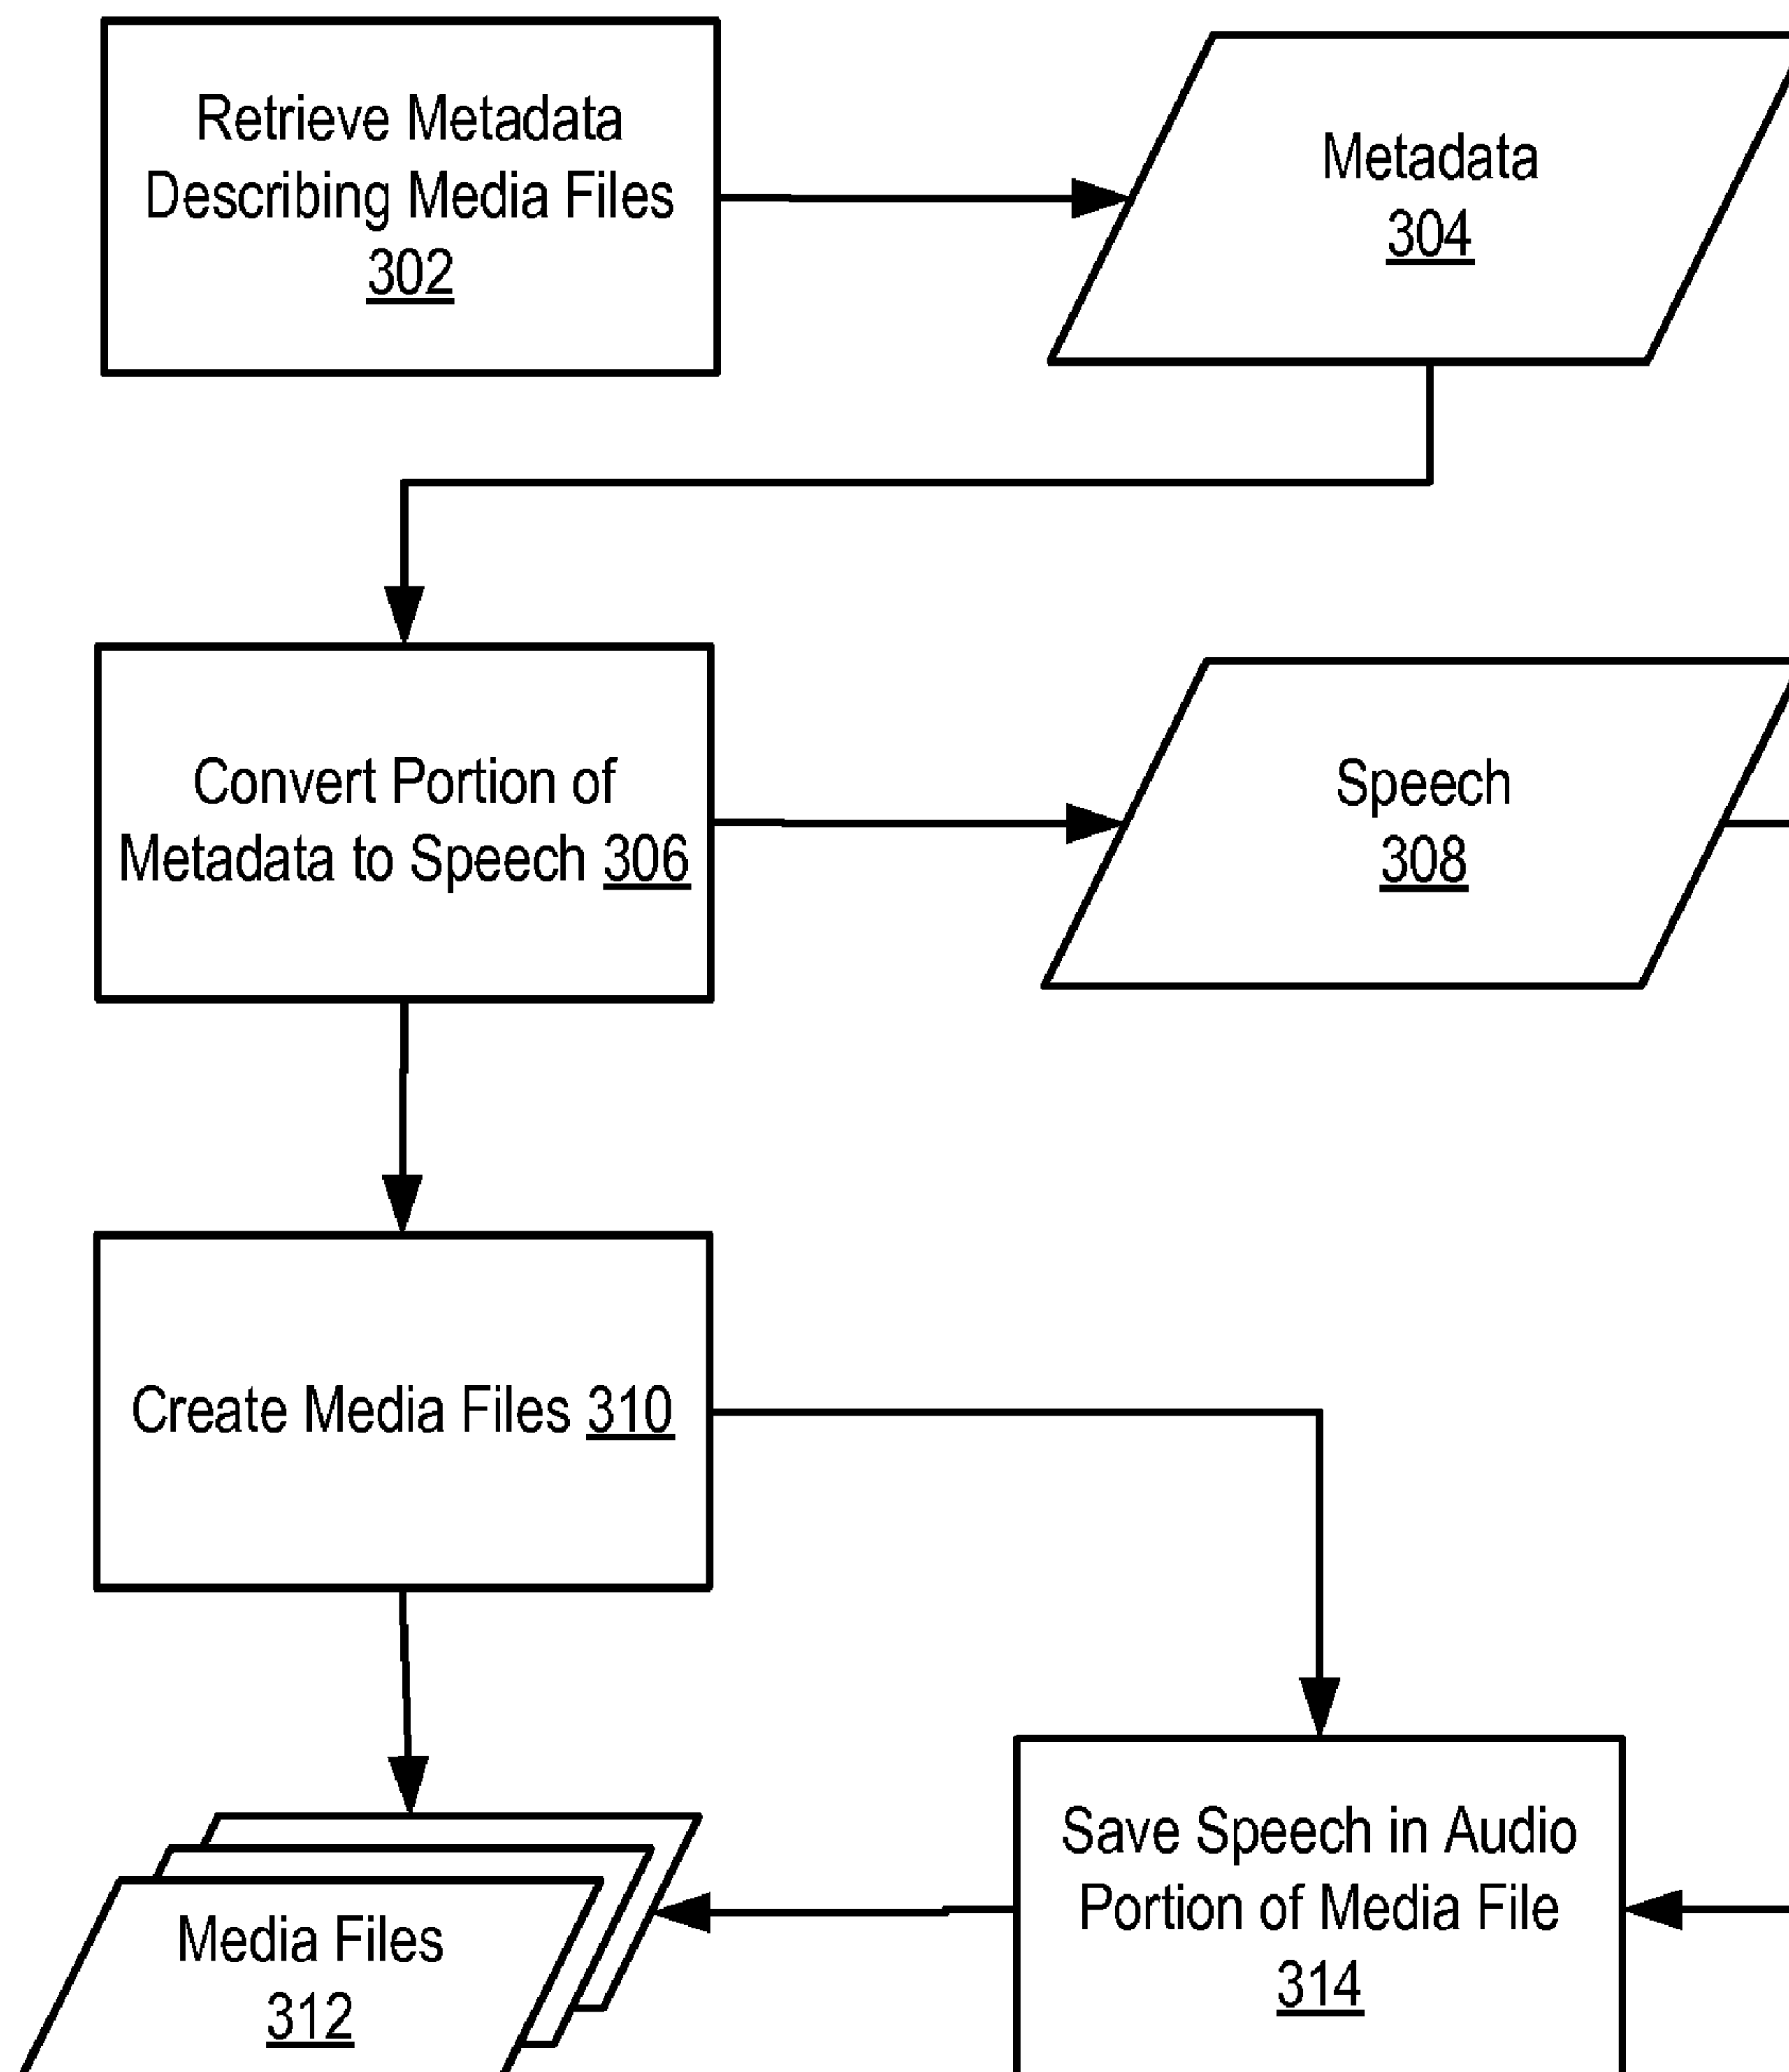 Retrieve Metadata
Describing Media Files
302
Metadata
304
Convert Portion of
Metadata to Speech 306
Speech
308
Create Media Files 310
Save Speech in Audio
Portion of Media File
314
Media Files
312